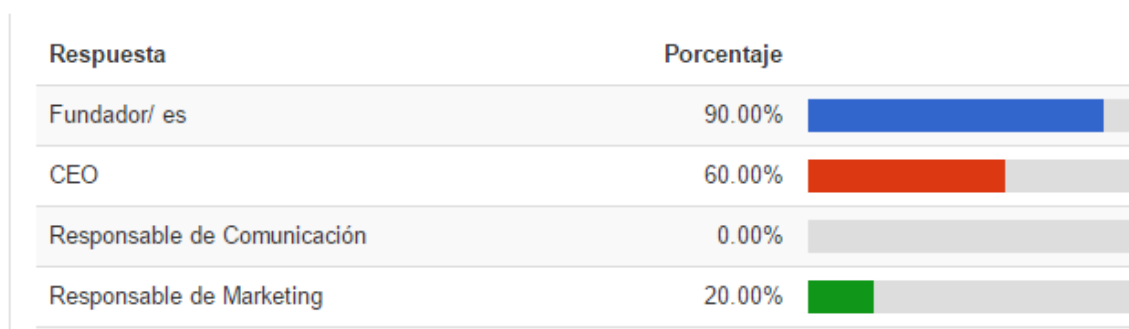 Respuesta Porcentaje
Fundador/ es 90.00%
CEO 60.00%
Responsable de Comunicación 0.00%
Responsable de Marketing 20.00%